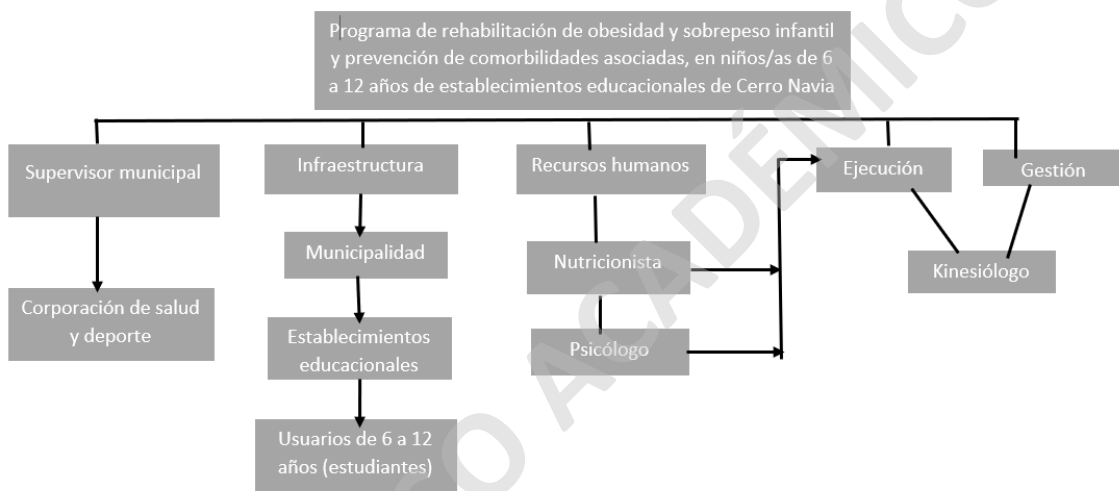 Programa de rehabilitación de obesidad y sobrepeso infantil
y prevención de comorbilidades asociadas, en niños/as de 6
a 12 años de establecimientos educacionales de Cerro Navia
Supervisor municipal
Infraestructura
Recursos humanos
Ejecución
Gestión
Municipalidad
Nutricionista
Kinesiólogo
Corporación de salud
y deporte
Establecimientos
educacionales
Psicólogo
Usuarios de 6 a 12
años (estudiantes)
O ACADÉMICO